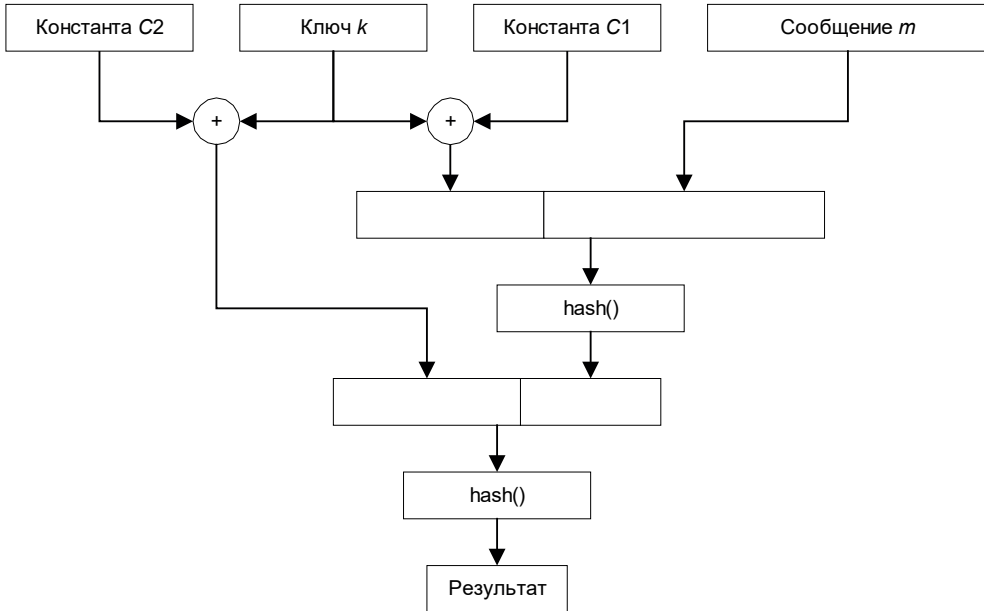 Константа C2
Ключ k
Константа C1
Сообщение m
+
+
hash()
hash()
Результат